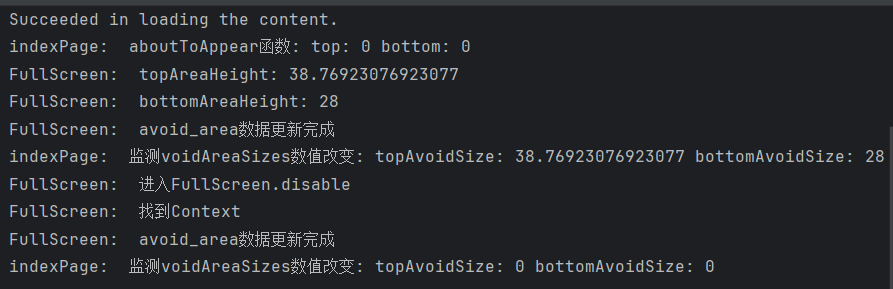 Succeeded in loading the content.
indexPage:  aboutToAppear函数: top: 0 bottom: 0
FullScreen:  topAreaHeight: 38.76923076923077
FullScreen:  bottomAreaHeight: 28
FullScreen:  avoid_area数据更新完成
indexPage:  监测voidAreaSizes数值改变: topAvoidSize: 38.76923076923077 bottomAvoidSize: 28
FullScreen:  进入FullScreen.disable
FullScreen:  找到Context
FullScreen:  avoid_area数据更新完成
indexPage:  监测voidAreaSizes数值改变: topAvoidSize: 0 bottomAvoidSize: 0